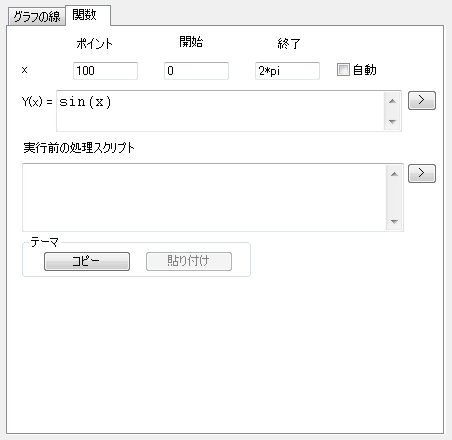 グラフの線 関数
ポイント 開始 終了
x 100 0 2*pi 自動
Y(x) = sin(x) >
実行前の処理スクリプト
>
テーマ
コピー 貼り付け